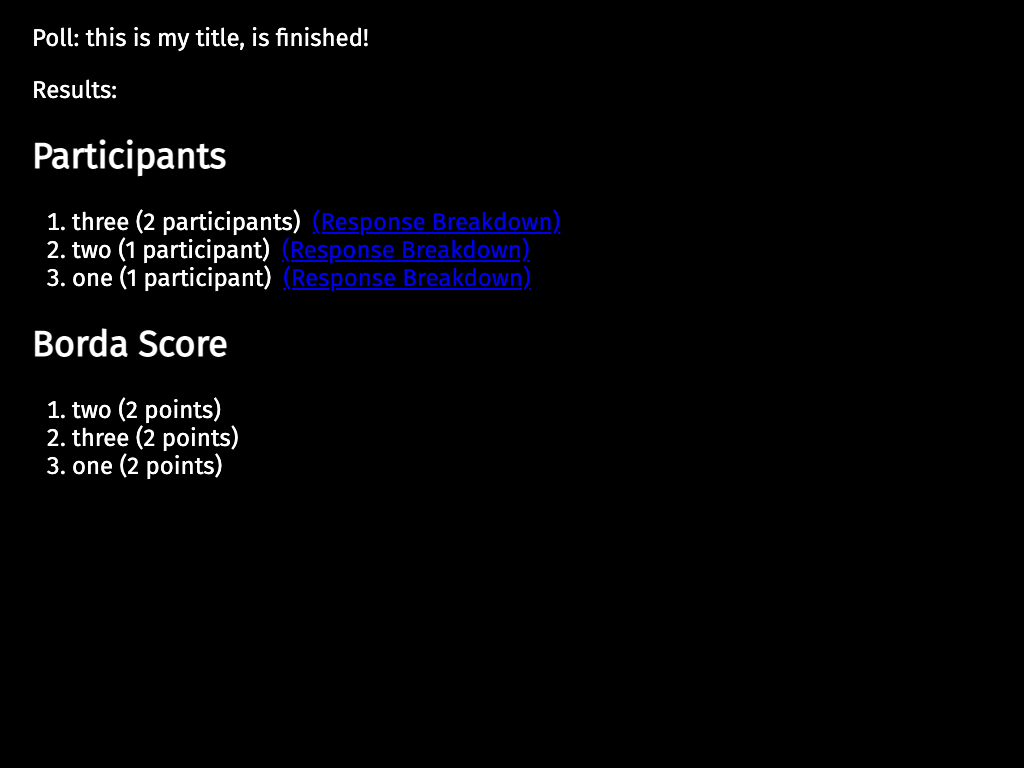 Poll: this is my title, is finished!
Results:
Participants
1. three (2 participants) (Response Breakdown)
2. two (1 participant) (Response Breakdown)
3. one (1 participant) (Response Breakdown)
Borda Score
1. two (2 points)
2. three (2 points)
3. one (2 points)